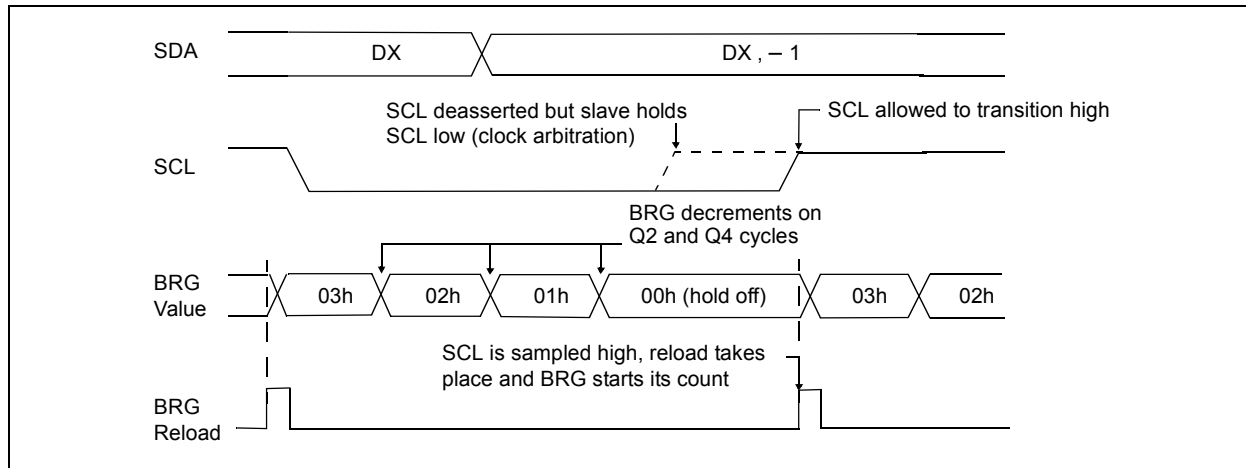 SDA
DX
DX , – 1
SCL deasserted but slave holds
SCL low (clock arbitration)
SCL allowed to transition high
SCL
BRG decrements on
Q2 and Q4 cycles
BRG
Value
03h
02h
01h
00h (hold off)
03h
02h
SCL is sampled high, reload takes
place and BRG starts its count
BRG
Reload